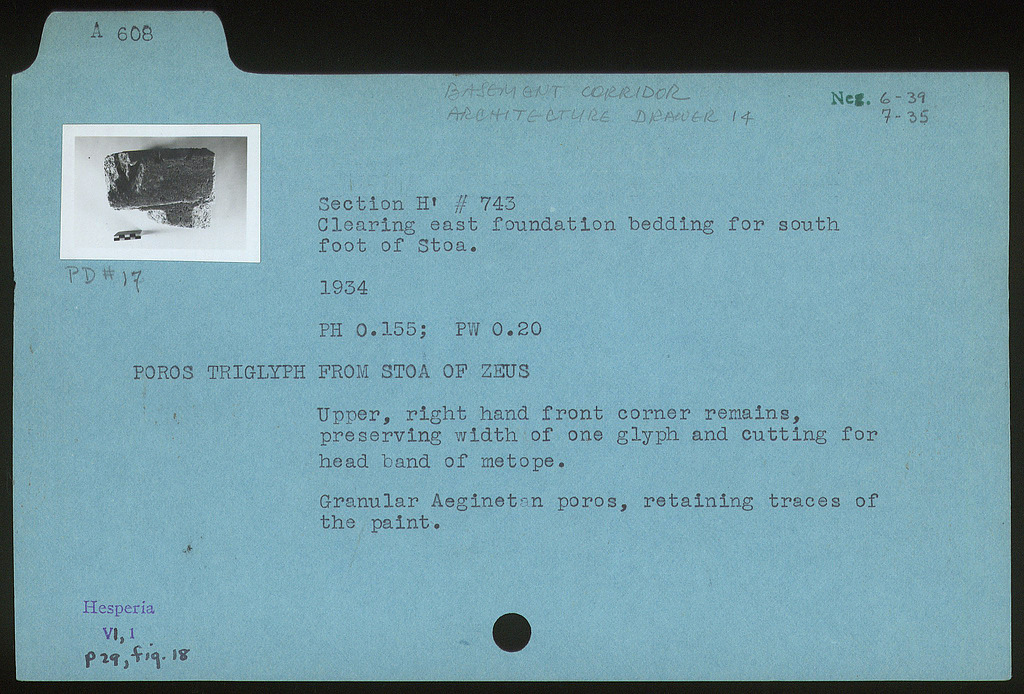 A 608
BASEMENT CORRIDOR
ARCHITECTURE DRAWER 14
Neg. 6-39
7-35
PD # 17
Section H' # 743
Clearing east foundation bedding for south
foot of Stoa.
1934
PH 0.155; PW 0.20
POROS TRIGLYPH FROM STOA OF ZEUS
Upper, right hand front corner remains,
preserving width of one glyph and cutting for
head band of metope.
Granular Aeginetan poros, retaining traces of
the paint.
Hesperia
VI, 1
p 29, fig. 18